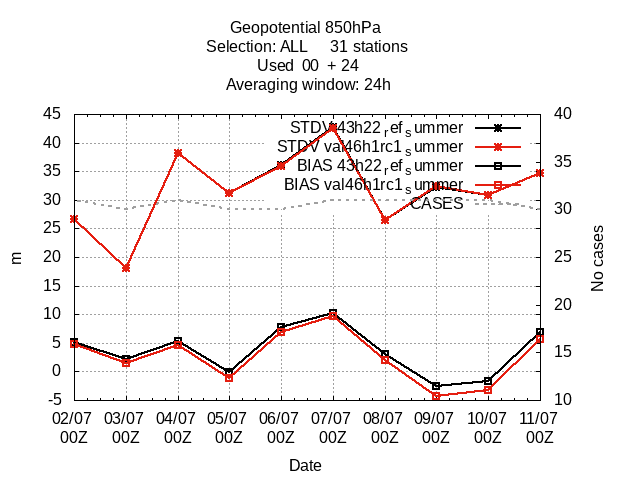 Geopotential 850hPa
Selection: ALL 31 stations
Used 00 + 24
Averaging window: 24h
STDV 43h22ref_summer
STDV val46h1rc1_summer
BIAS 43h22ref_summer
BIAS val46h1rc1_summer
CASES
45
40
35
30
25
20
15
10
5
0
-5
m
40
35
30
25
20
15
10
No cases
02/07 03/07 04/07 05/07 06/07 07/07 08/07 09/07 10/07 11/07
00Z 00Z 00Z 00Z 00Z 00Z 00Z 00Z 00Z 00Z
Date